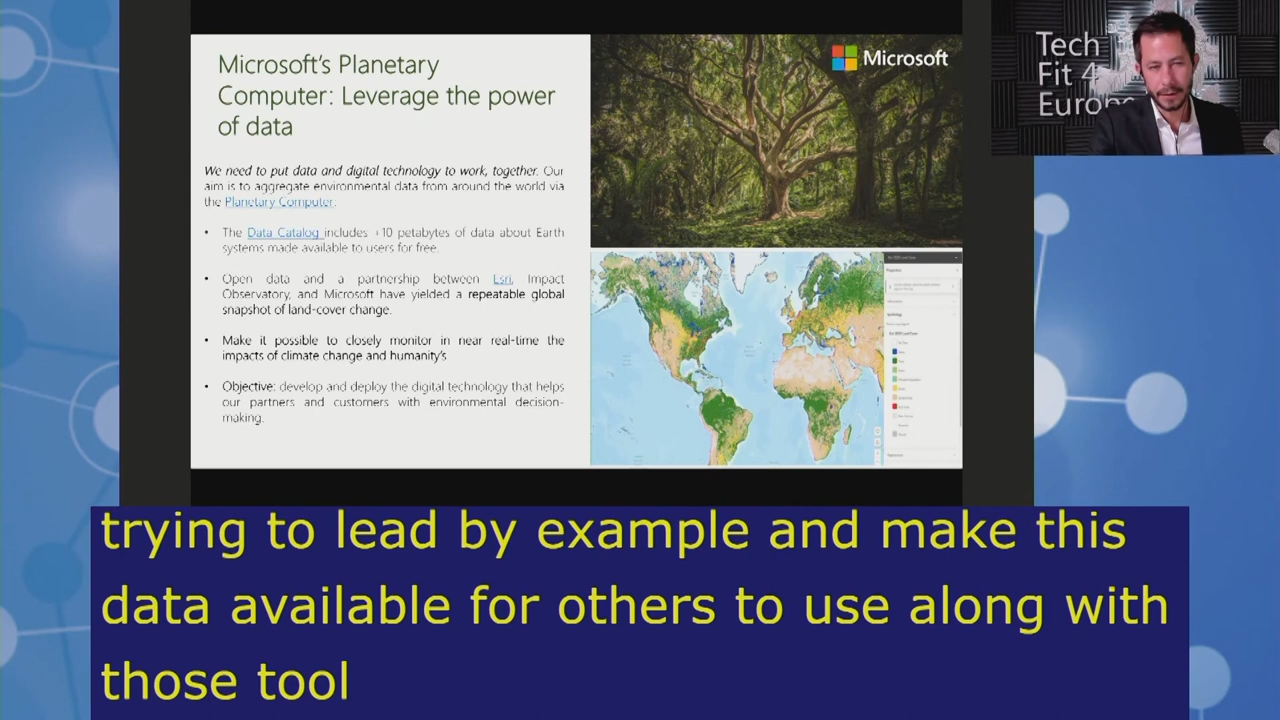 Microsoft's Planetary
Computer: Leverage the power
of data
We need to put data and digital technology to work, together. Our
aim is to aggregate environmental data from around the world via
the Planetary Computer.
• The Data Catalog includes +10 petabytes of data about Earth
systems made available to users for free.
• Open data and a partnership between Esri, Impact
Observatory, and Microsoft have yielded a repeatable global
snapshot of land-cover change.
• Make it possible to closely monitor in near real-time the
impacts of climate change and humanity's
• Objective: develop and deploy the digital technology that helps
our partners and customers with environmental decision-
making.
Microsoft
Tech
Fit 4
Europe
trying to lead by example and make this
data available for others to use along with
those tool